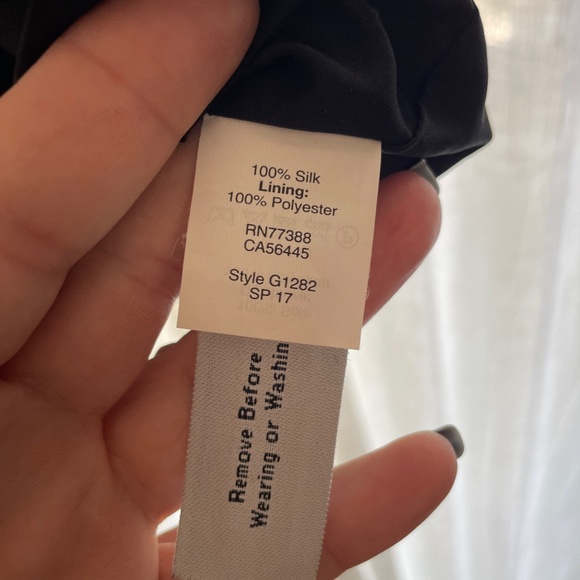 100% Silk
Lining:
100% Polyester
RN77388
CA56445
Style G1282
SP 17
Remove Before
Wearing or Washin